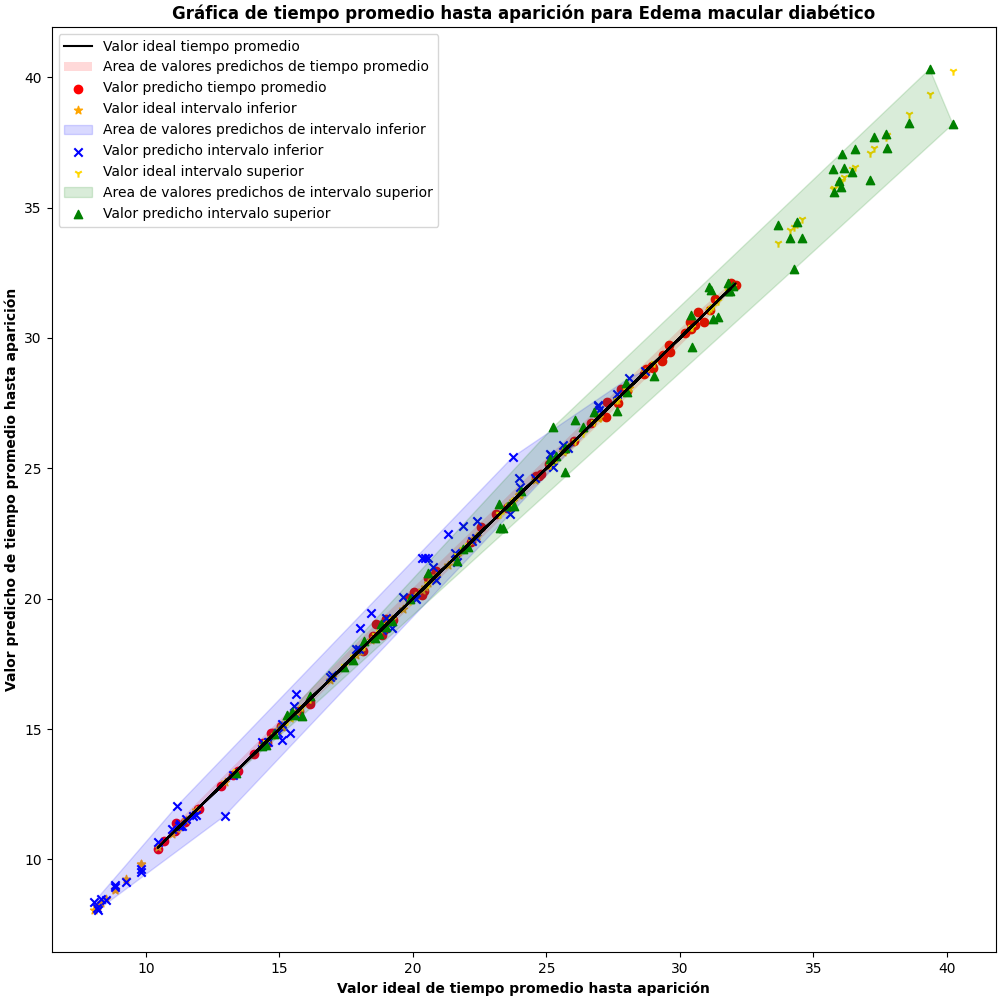 Gráfica de tiempo promedio hasta aparición para Edema macular diabético
Valor ideal tiempo promedio
Area de valores predichos de tiempo promedio
Valor predicho tiempo promedio
Valor ideal intervalo inferior
Area de valores predichos de intervalo inferior
Valor predicho intervalo inferior
Valor ideal intervalo superior
Area de valores predichos de intervalo superior
Valor predicho intervalo superior
Valor predicho de tiempo promedio hasta aparición
40
35
30
25
20
15
10
10 15 20 25 30 35 40
Valor ideal de tiempo promedio hasta aparición